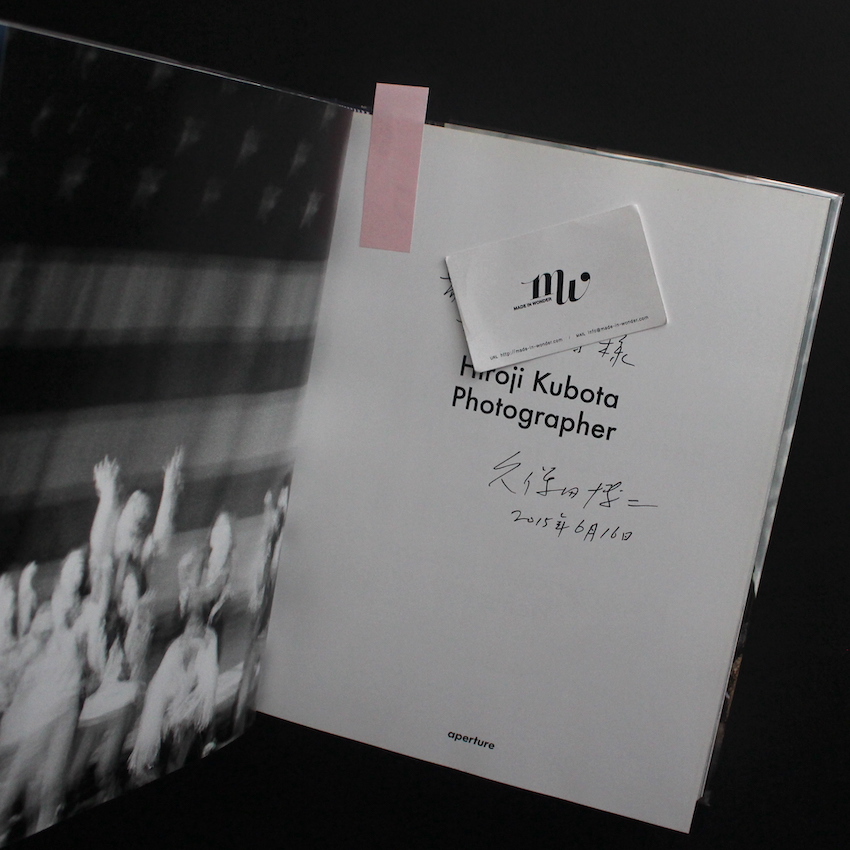 mw
MADE IN WONDER
URL http://made-in-wonder.com | MAIL info@made-in-wonder.com
様
Hiroji Kubota
Photographer
久保田博二
2015年6月16日
aperture